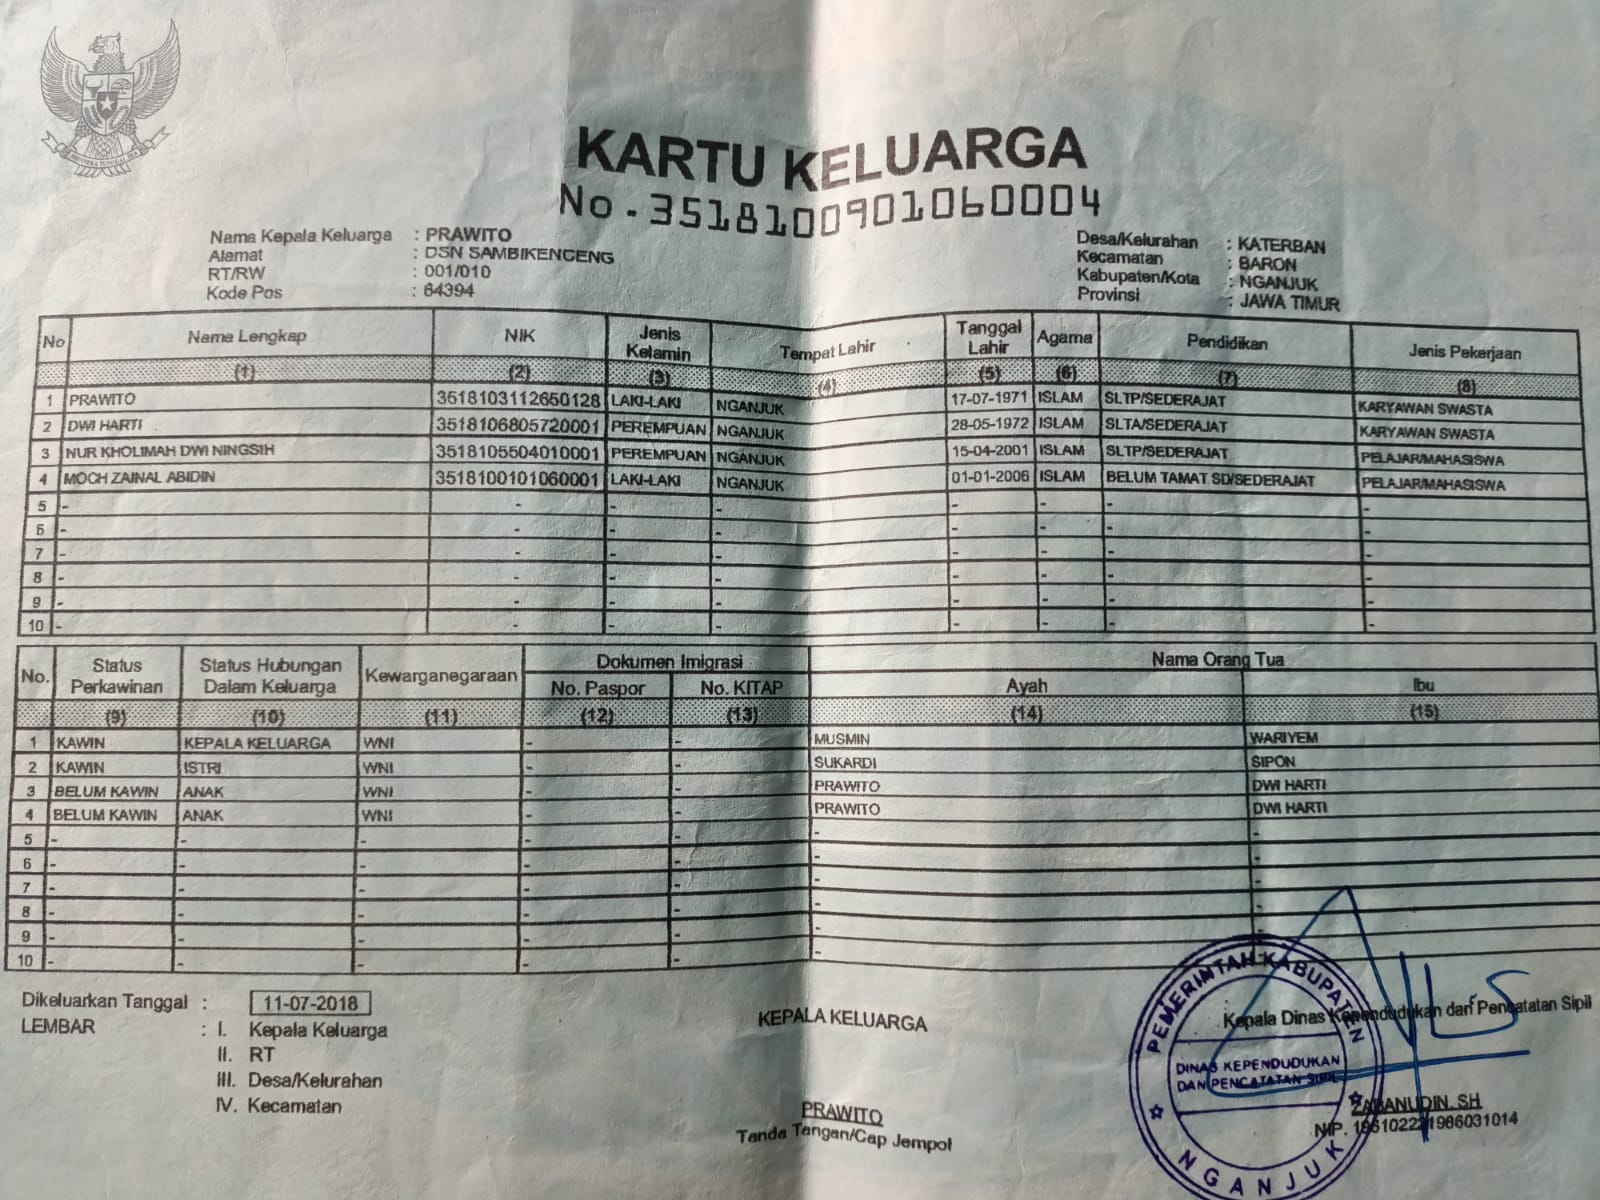 KARTU KELUARGA
No. 3518100901060004
Nama Kepala Keluarga : PRAWITO
Alamat : DSN SAMBIKENCENG
RT/RW : 001/010
Kode Pos : 64394
Desa/Kelurahan : KATERBAN
Kecamatan : BARON
Kabupaten/Kota : NGANJUK
Provinsi : JAWA TIMUR
No Nama Lengkap NIK Jenis Kelamin Tempat Lahir Tanggal Lahir Agama Pendidikan Jenis Pekerjaan
(1) (2) (3) (4) (5) (6) (7) (8)
1 PRAWITO 3518103112650128 LAKI-LAKI NGANJUK 17-07-1971 ISLAM SLTP/SEDERAJAT KARYAWAN SWASTA
2 DWI HARTI 3518106805720001 PEREMPUAN NGANJUK 28-05-1972 ISLAM SLTA/SEDERAJAT KARYAWAN SWASTA
3 NUR KHOLIMAH DWI NINGSIH 3518105504010001 PEREMPUAN NGANJUK 15-04-2001 ISLAM SLTP/SEDERAJAT PELAJAR/MAHASISWA
4 MOCH ZAINAL ABIDIN 3518100101060001 LAKI-LAKI NGANJUK 01-01-2006 ISLAM BELUM TAMAT SD/SEDERAJAT PELAJAR/MAHASISWA
5 - - - - - - - -
6 - - - - - - - -
7 - - - - - - - -
8 - - - - - - - -
9 - - - - - - - -
10 - - - - - - - -
No. Status Perkawinan Status Hubungan Dalam Keluarga Kewarganegaraan Dokumen Imigrasi Nama Orang Tua
No. Paspor No. KITAP Ayah Ibu
(9) (10) (11) (12) (13) (14) (15)
1 KAWIN KEPALA KELUARGA WNI - - MUSMIN WARIYEM
2 KAWIN ISTRI WNI - - SUKARDI SIPON
3 BELUM KAWIN ANAK WNI - - PRAWITO DWI HARTI
4 BELUM KAWIN ANAK WNI - - PRAWITO DWI HARTI
5 - - - - - - -
6 - - - - - - -
7 - - - - - - -
8 - - - - - - -
9 - - - - - - -
10 - - - - - - -
Dikeluarkan Tanggal : 11-07-2018
LEMBAR : I. Kepala Keluarga
II. RT
III. Desa/Kelurahan
IV. Kecamatan
KEPALA KELUARGA
PRAWITO
Tanda Tangan/Cap Jempol
Kepala Dinas Kependudukan dan Pencatatan Sipil
PEMERINTAH KABUPATEN
DINAS KEPENDUDUKAN
DAN PENCATATAN SIPIL
NGANJUK
ZABANUDIN. SH
NIP.